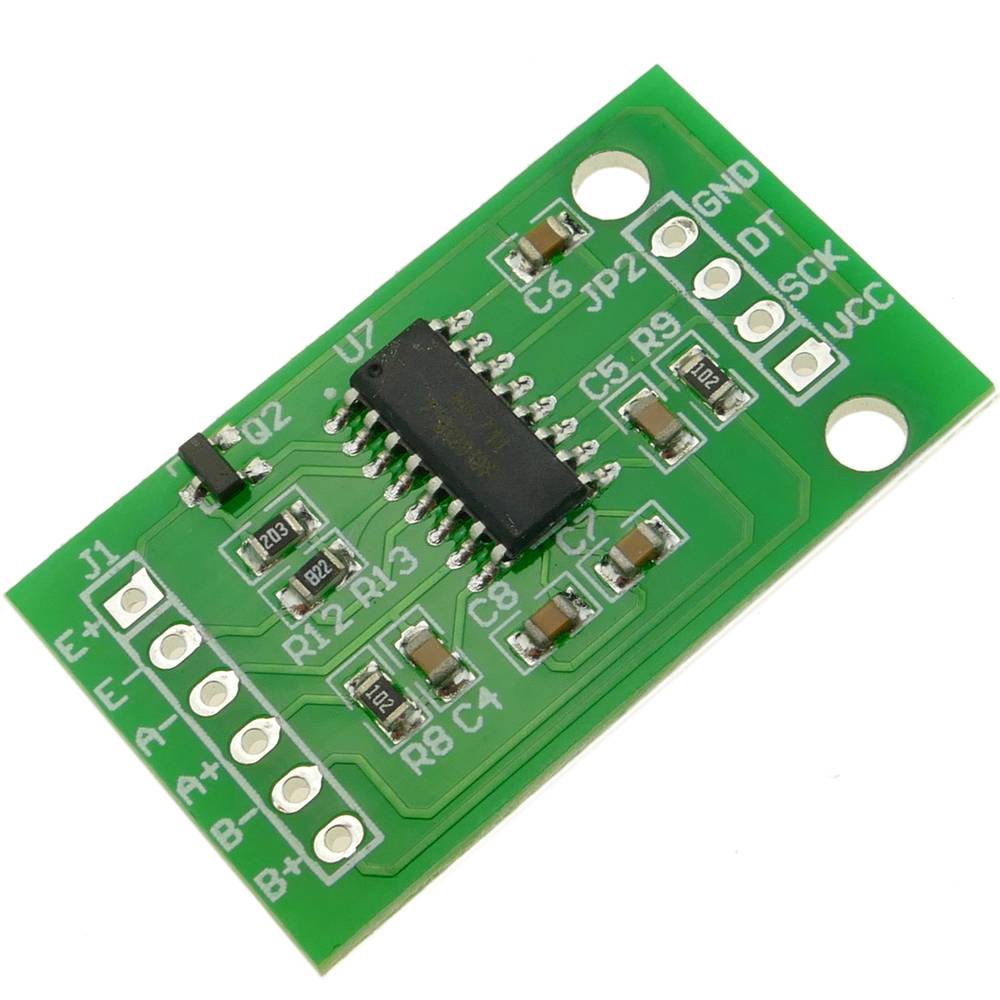 GND
DT
SCK
VCC
JP2
C6
U7
R9
C5
102
Q2
203
822
R13
R12
C7
C8
J1
E+
E-
A-
A+
B-
B+
102
C4
R8